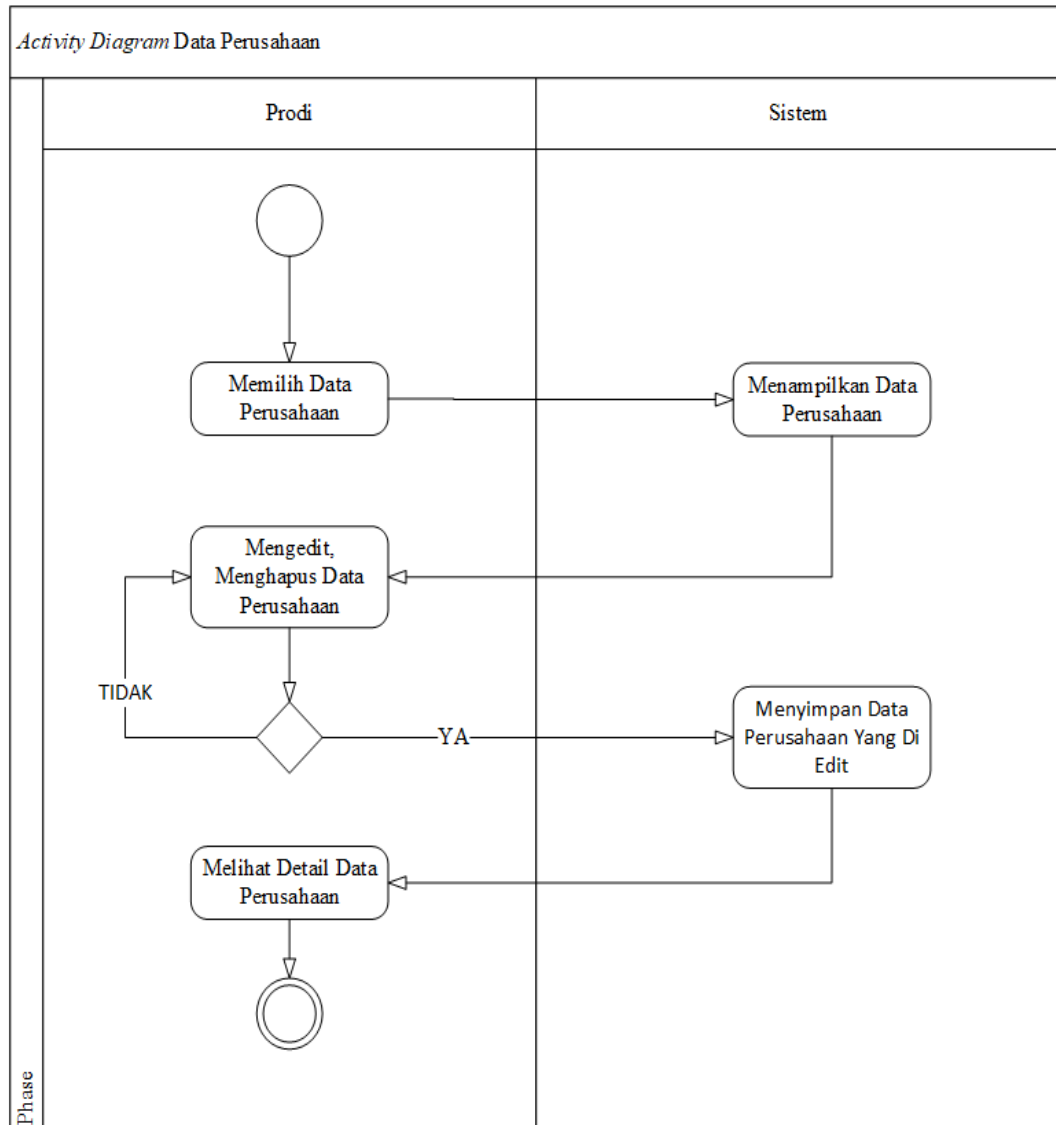 Activity Diagram Data Perusahaan
Prodi
Sistem
Memilih Data
Perusahaan
Menampilkan Data
Perusahaan
Mengedit,
Menghapus Data
Perusahaan
TIDAK
YA
Menyimpan Data
Perusahaan Yang Di
Edit
Melihat Detail Data
Perusahaan
Phase